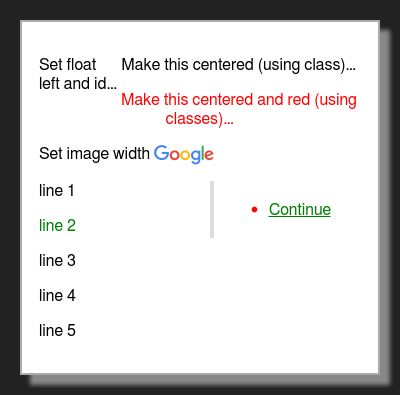 Set float
left and id...
Make this centered (using class)...
Make this centered and red (using
classes)...
Set image width Google
line 1
line 2
line 3
line 4
line 5
Continue